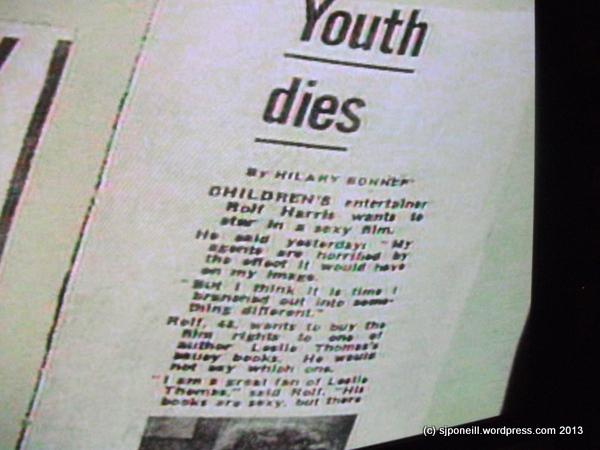 Youth
dies
By HILARY BONNER
CHILDREN'S entertainer
Rolf Harris wants to
star in a sexy film.
He said yesterday: "My
agents are horrified by
the effect it would have
on my image.
"But I think it is time I
branched out into some-
thing different."
Rolf, 48, wants to buy the
film rights to one of
author Leslie Thomas's
saucy books. He would
not say which one.
"I am a great fan of Leslie
Thomas," said Rolf. "His
books are sexy, but there
(c) sjponeill.wordpress.com 2013